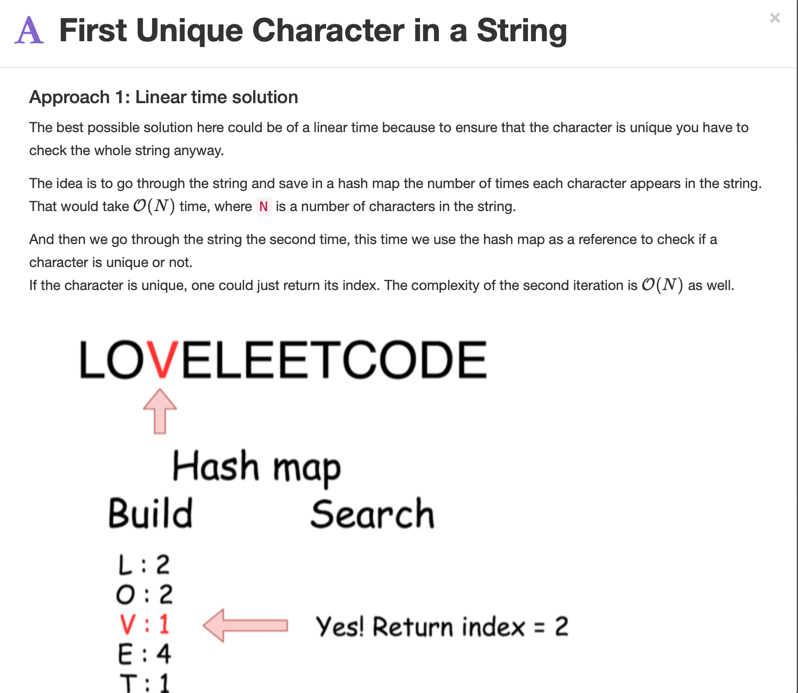 A First Unique Character in a String
×
Approach 1: Linear time solution
The best possible solution here could be of a linear time because to ensure that the character is unique you have to
check the whole string anyway.
The idea is to go through the string and save in a hash map the number of times each character appears in the string.
That would take O(N) time, where N is a number of characters in the string.
And then we go through the string the second time, this time we use the hash map as a reference to check if a
character is unique or not.
If the character is unique, one could just return its index. The complexity of the second iteration is O(N) as well.
LOVELEETCODE
Hash map
Build Search
L : 2
O : 2
V : 1 Yes! Return index = 2
E : 4
T : 1